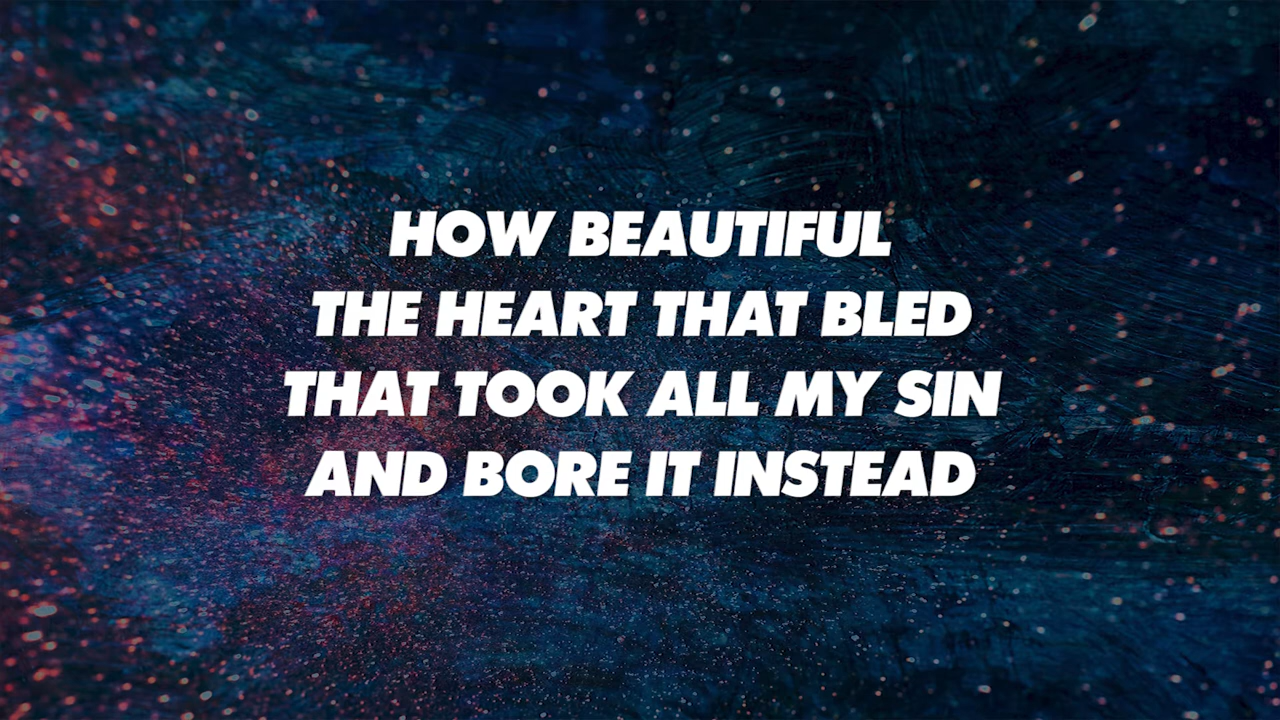 HOW BEAUTIFUL
THE HEART THAT BLED
THAT TOOK ALL MY SIN
AND BORE IT INSTEAD